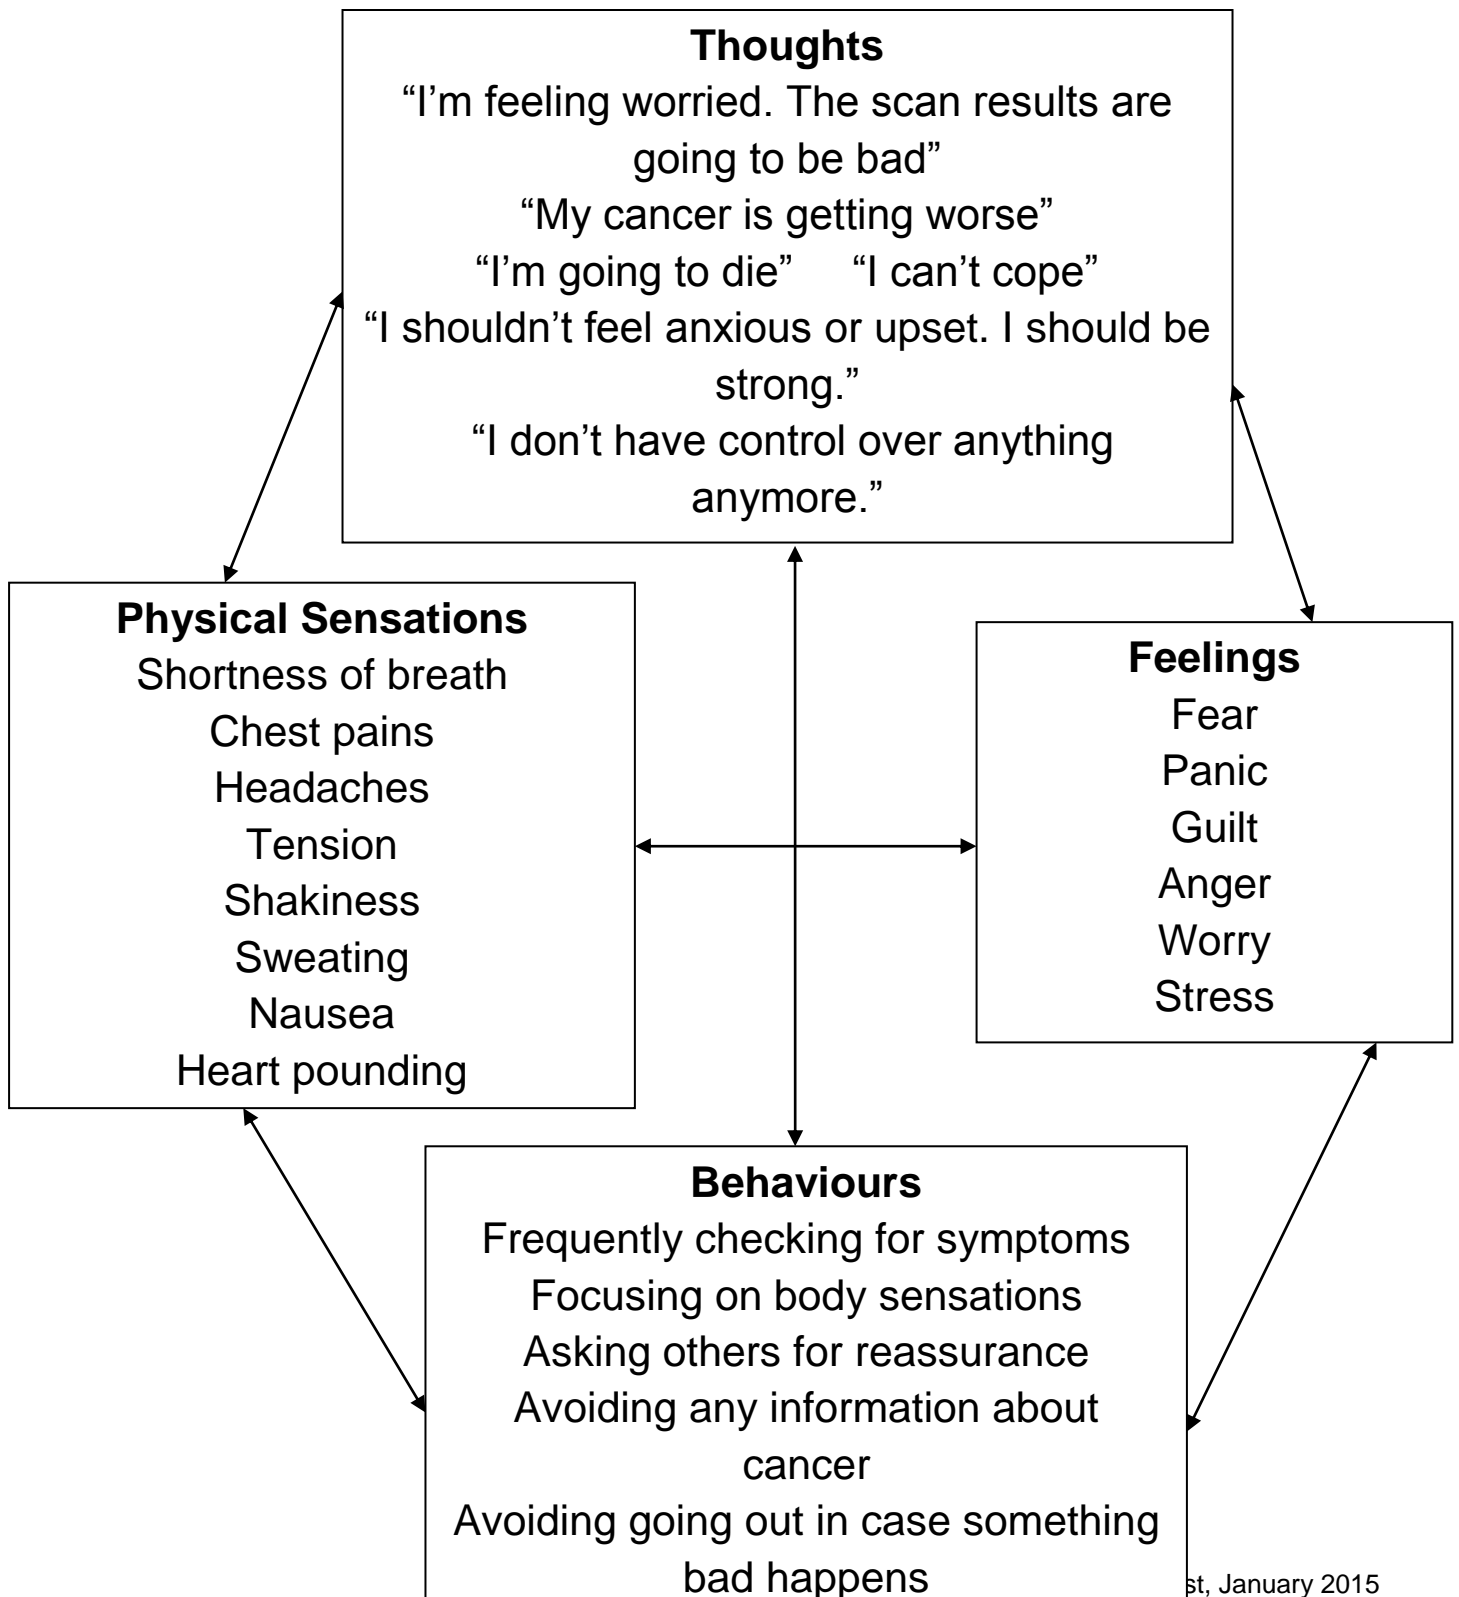 Thoughts
“I’m feeling worried. The scan results are
going to be bad”
“My cancer is getting worse”
“I’m going to die” “I can’t cope”
“I shouldn’t feel anxious or upset. I should be
strong.”
“I don’t have control over anything
anymore.”
Physical Sensations
Shortness of breath
Chest pains
Headaches
Tension
Shakiness
Sweating
Nausea
Heart pounding
Feelings
Fear
Panic
Guilt
Anger
Worry
Stress
Behaviours
Frequently checking for symptoms
Focusing on body sensations
Asking others for reassurance
Avoiding any information about
cancer
Avoiding going out in case something
bad happens
January 2015